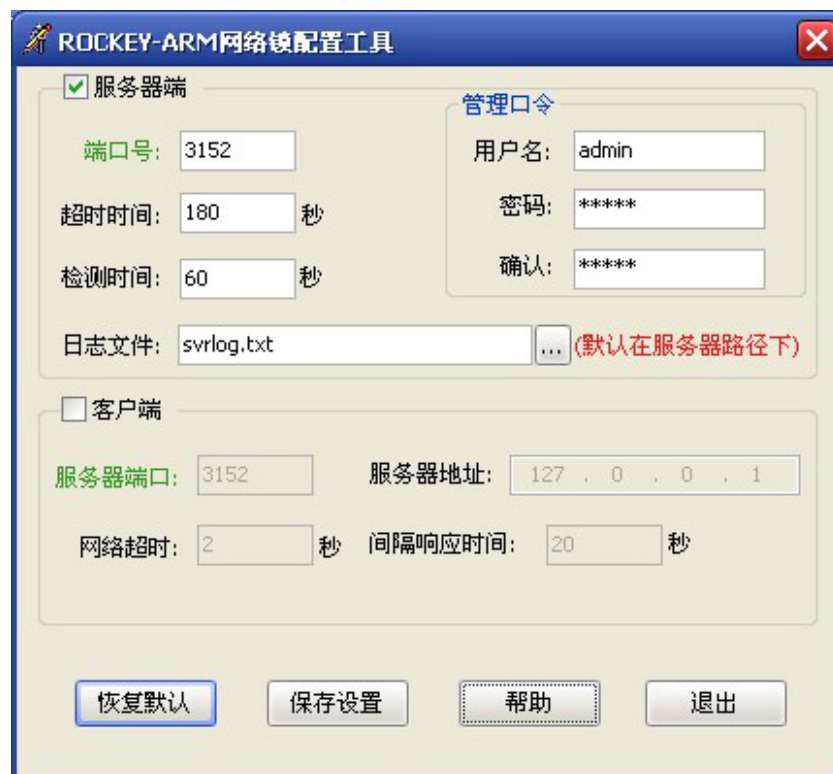 ROCKEY-ARM网络镜配置工具
服务器端
管理口令
端口号: 3152
用户名: admin
超时时间: 180 秒
密码: *****
检测时间: 60 秒
确认: *****
日志文件: svrlog.txt ... (默认在服务器路径下)
客户端
服务器端口: 3152 服务器地址: 127 . 0 . 0 . 1
网络超时: 2 秒 间隔响应时间: 20 秒
恢复默认 保存设置 帮助 退出